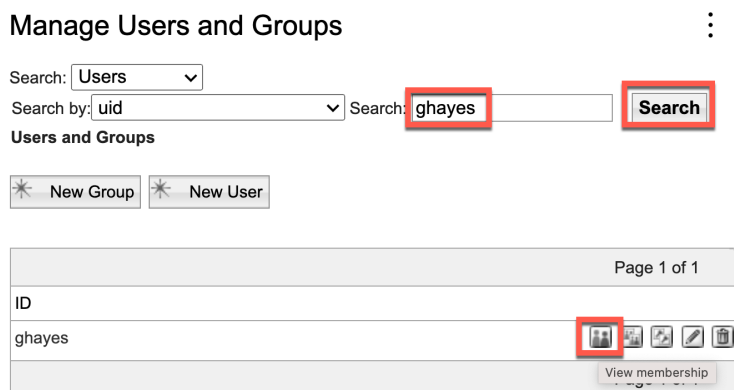 Manage Users and Groups
Search: Users
Search by: uid Search: ghayes Search
Users and Groups
New Group New User
Page 1 of 1
ID
ghayes
View membership